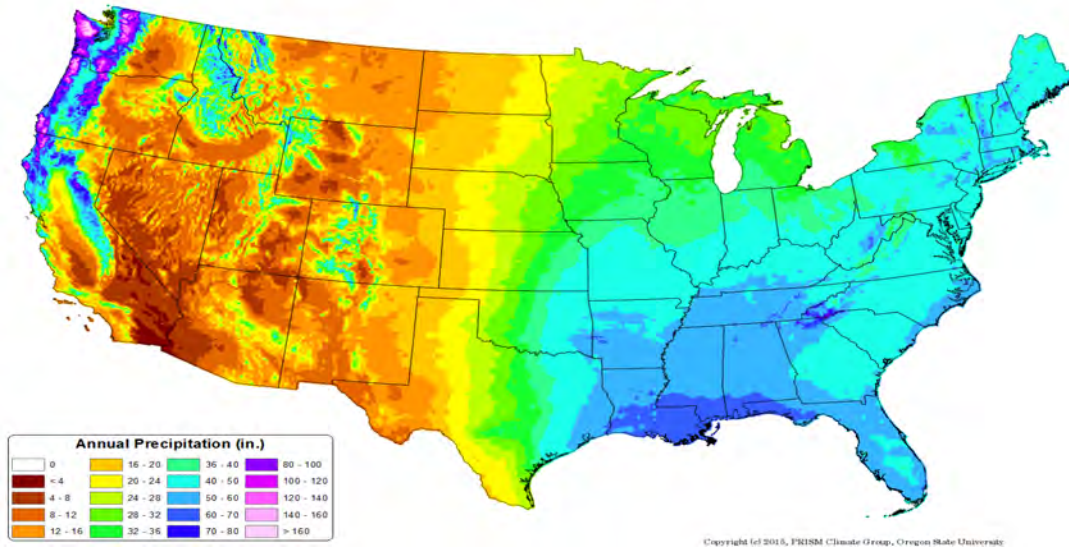 Annual Precipitation (in.)
0 16 - 20 36 - 40 80 - 100
< 4 20 - 24 40 - 50 100 - 120
4 - 8 24 - 28 50 - 60 120 - 140
8 - 12 28 - 32 60 - 70 140 - 160
12 - 16 32 - 36 70 - 80 > 160
Copyright (c) 2015, PRISM Climate Group, Oregon State University